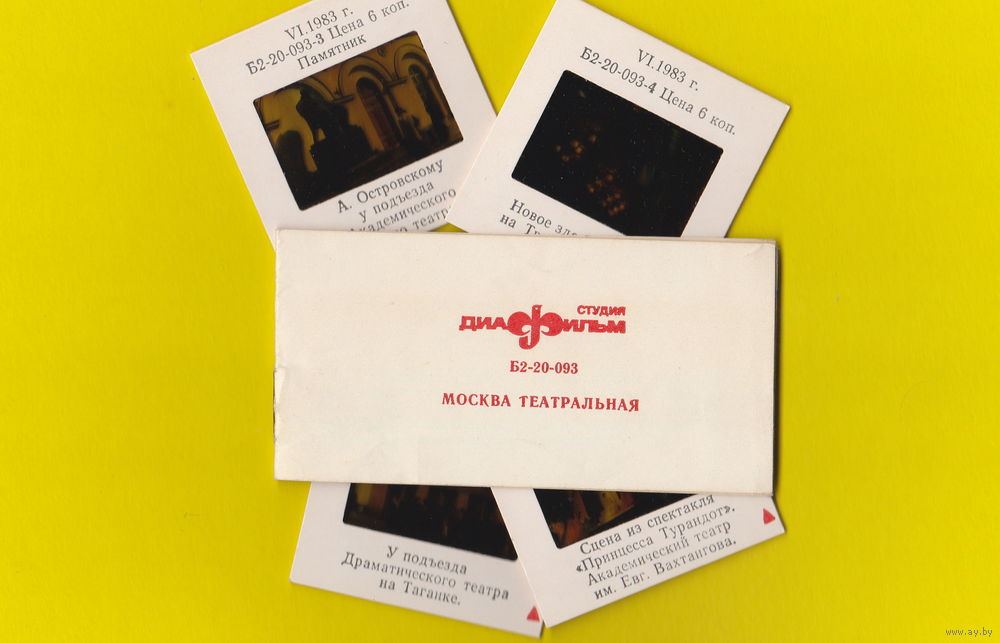 VI.1983 г.
Б2-20-093-3 Цена 6 коп.
Памятник
А. Островскому
у подъезда
Академического
театр
VI.1983 г.
Б2-20-093-4 Цена 6 коп.
Новое
на
СТУДИЯ
ДИАФИЛЬМ
Б2-20-093
МОСКВА ТЕАТРАЛЬНАЯ
У подъезда
Драматического театра
на Таганке.
Сцена из спектакля
«Принцесса Турандот».
Академический театр
им. Евг. Вахтангова.
www.ay.by